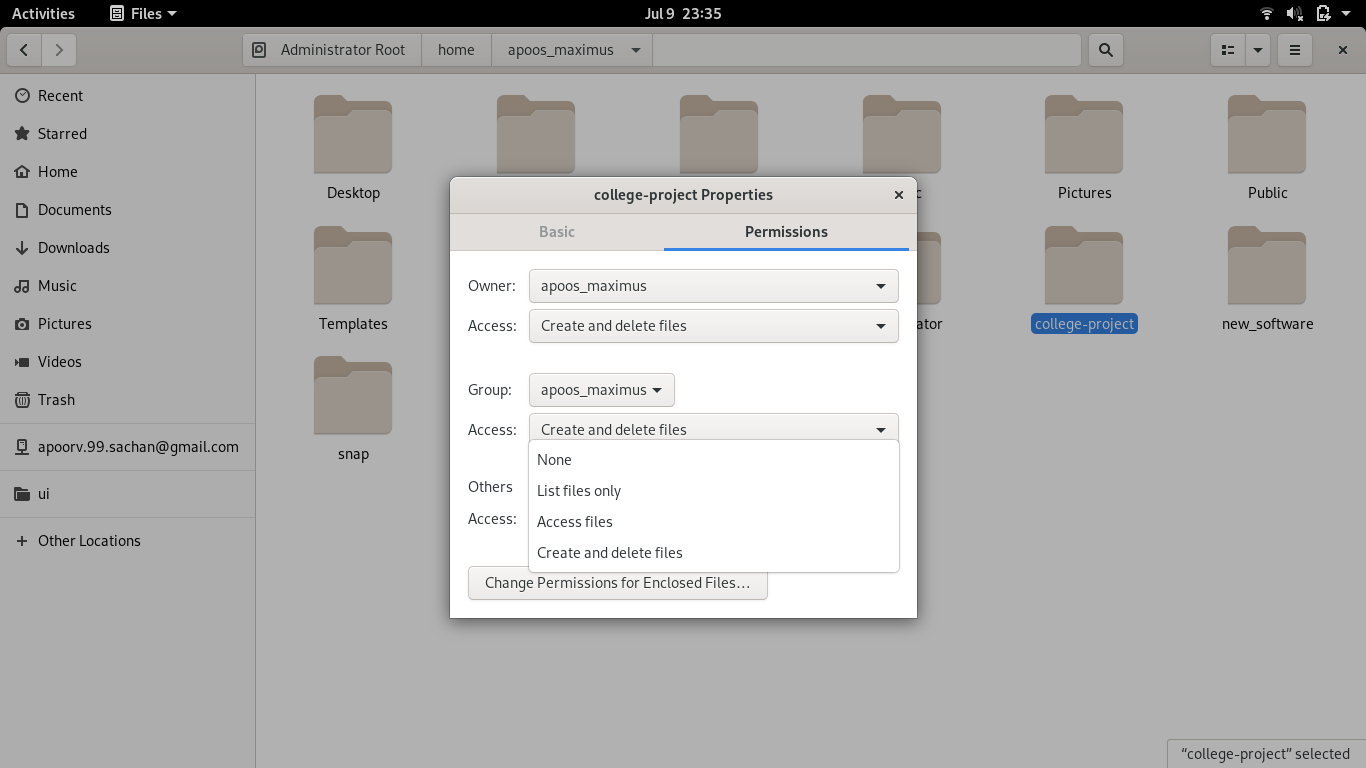 Activities Files Jul 9 23:35
Administrator Root home apoos_maximus
Recent
Starred
Home
Documents
Downloads
Music
Pictures
Videos
Trash
apoorv.99.sachan@gmail.com
ui
Other Locations
Desktop Pictures Public
Templates college-project new_software
snap
college-project Properties
Basic Permissions
Owner: apoos_maximus
Access: Create and delete files
Group: apoos_maximus
Access: Create and delete files
None
List files only
Access files
Create and delete files
Others
Access:
Change Permissions for Enclosed Files…
“college-project” selected